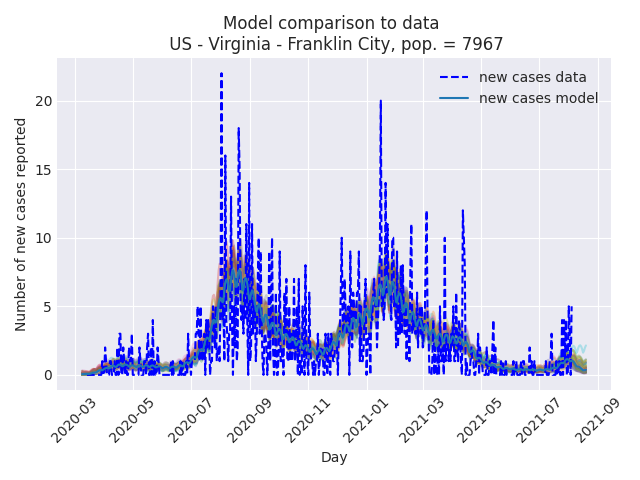 Model comparison to data
US - Virginia - Franklin City, pop. = 7967
new cases data
new cases model
Number of new cases reported
20
15
10
5
0
2020-03
2020-05
2020-07
2020-09
2020-11
2021-01
2021-03
2021-05
2021-07
2021-09
Day